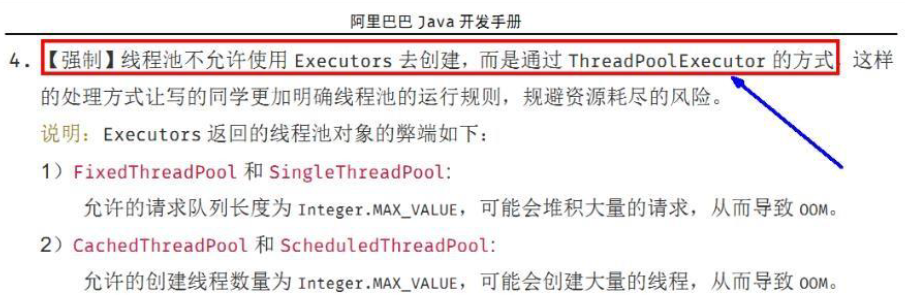 阿里巴巴 Java 开发手册
4. 【强制】线程池不允许使用 Executors 去创建，而是通过 ThreadPoolExecutor 的方式，这样
的处理方式让写的同学更加明确线程池的运行规则，规避资源耗尽的风险。
说明：Executors 返回的线程池对象的弊端如下：
1）FixedThreadPool 和 SingleThreadPool:
允许的请求队列长度为 Integer.MAX_VALUE，可能会堆积大量的请求，从而导致 OOM。
2）CachedThreadPool 和 ScheduledThreadPool:
允许的创建线程数量为 Integer.MAX_VALUE，可能会创建大量的线程，从而导致 OOM。